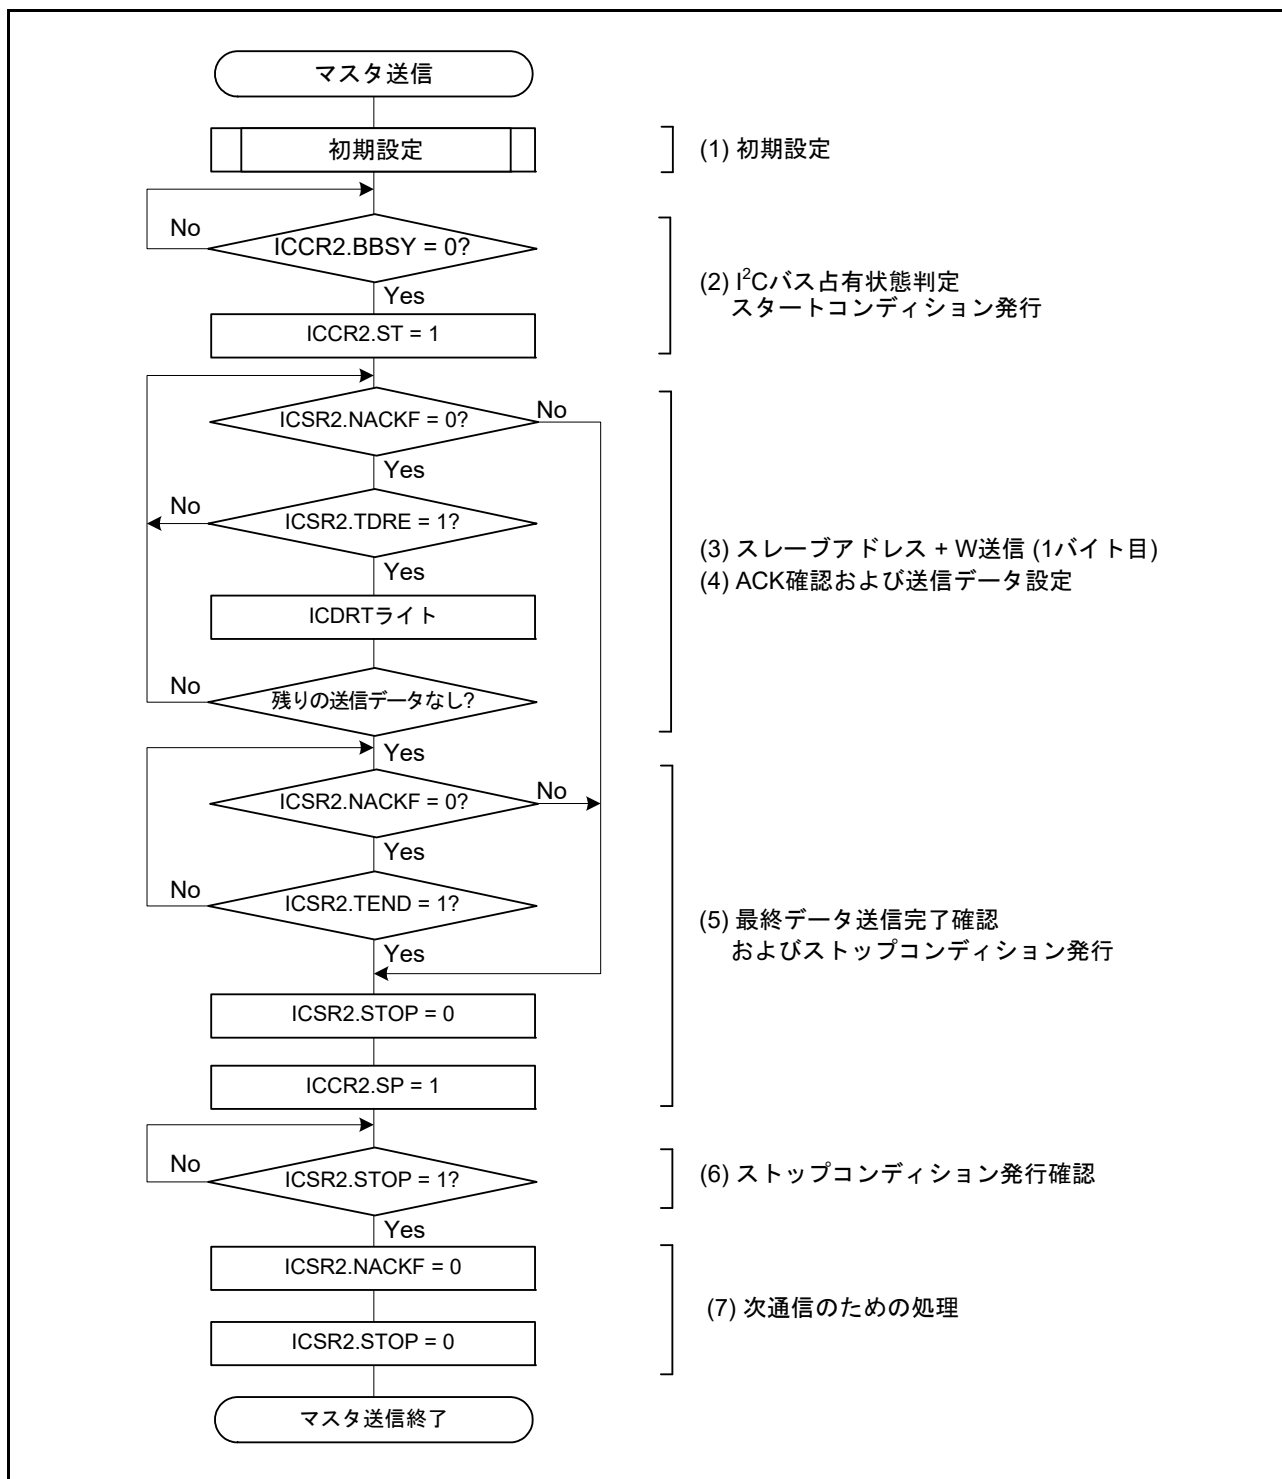 マスタ送信
初期設定
(1) 初期設定
No
ICCR2.BBSY = 0?
Yes
(2) I²Cバス占有状態判定
スタートコンディション発行
ICCR2.ST = 1
ICSR2.NACKF = 0?
No
Yes
No
ICSR2.TDRE = 1?
Yes
(3) スレーブアドレス + W送信 (1バイト目)
(4) ACK確認および送信データ設定
ICDRTライト
No
残りの送信データなし?
Yes
ICSR2.NACKF = 0?
No
Yes
No
ICSR2.TEND = 1?
Yes
(5) 最終データ送信完了確認
およびストップコンディション発行
ICSR2.STOP = 0
ICCR2.SP = 1
No
ICSR2.STOP = 1?
Yes
(6) ストップコンディション発行確認
ICSR2.NACKF = 0
(7) 次通信のための処理
ICSR2.STOP = 0
マスタ送信終了